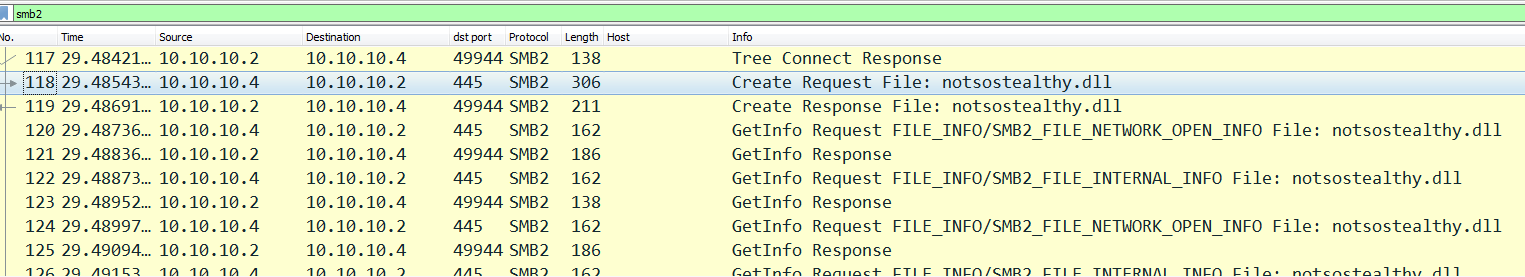 smb2
No. Time Source Destination dst port Protocol Length Host Info
117 29.48421… 10.10.10.2 10.10.10.4 49944 SMB2 138 Tree Connect Response
118 29.48543… 10.10.10.4 10.10.10.2 445 SMB2 306 Create Request File: notsostealthy.dll
119 29.48691… 10.10.10.2 10.10.10.4 49944 SMB2 211 Create Response File: notsostealthy.dll
120 29.48736… 10.10.10.4 10.10.10.2 445 SMB2 162 GetInfo Request FILE_INFO/SMB2_FILE_NETWORK_OPEN_INFO File: notsostealthy.dll
121 29.48836… 10.10.10.2 10.10.10.4 49944 SMB2 186 GetInfo Response
122 29.48873… 10.10.10.4 10.10.10.2 445 SMB2 162 GetInfo Request FILE_INFO/SMB2_FILE_INTERNAL_INFO File: notsostealthy.dll
123 29.48952… 10.10.10.2 10.10.10.4 49944 SMB2 138 GetInfo Response
124 29.48997… 10.10.10.4 10.10.10.2 445 SMB2 162 GetInfo Request FILE_INFO/SMB2_FILE_NETWORK_OPEN_INFO File: notsostealthy.dll
125 29.49094… 10.10.10.2 10.10.10.4 49944 SMB2 186 GetInfo Response
126 29.49153… 10.10.10.4 10.10.10.2 445 SMB2 162 GetInfo Request FILE_INFO/SMB2_FILE_INTERNAL_INFO File: notsostealthy.dll